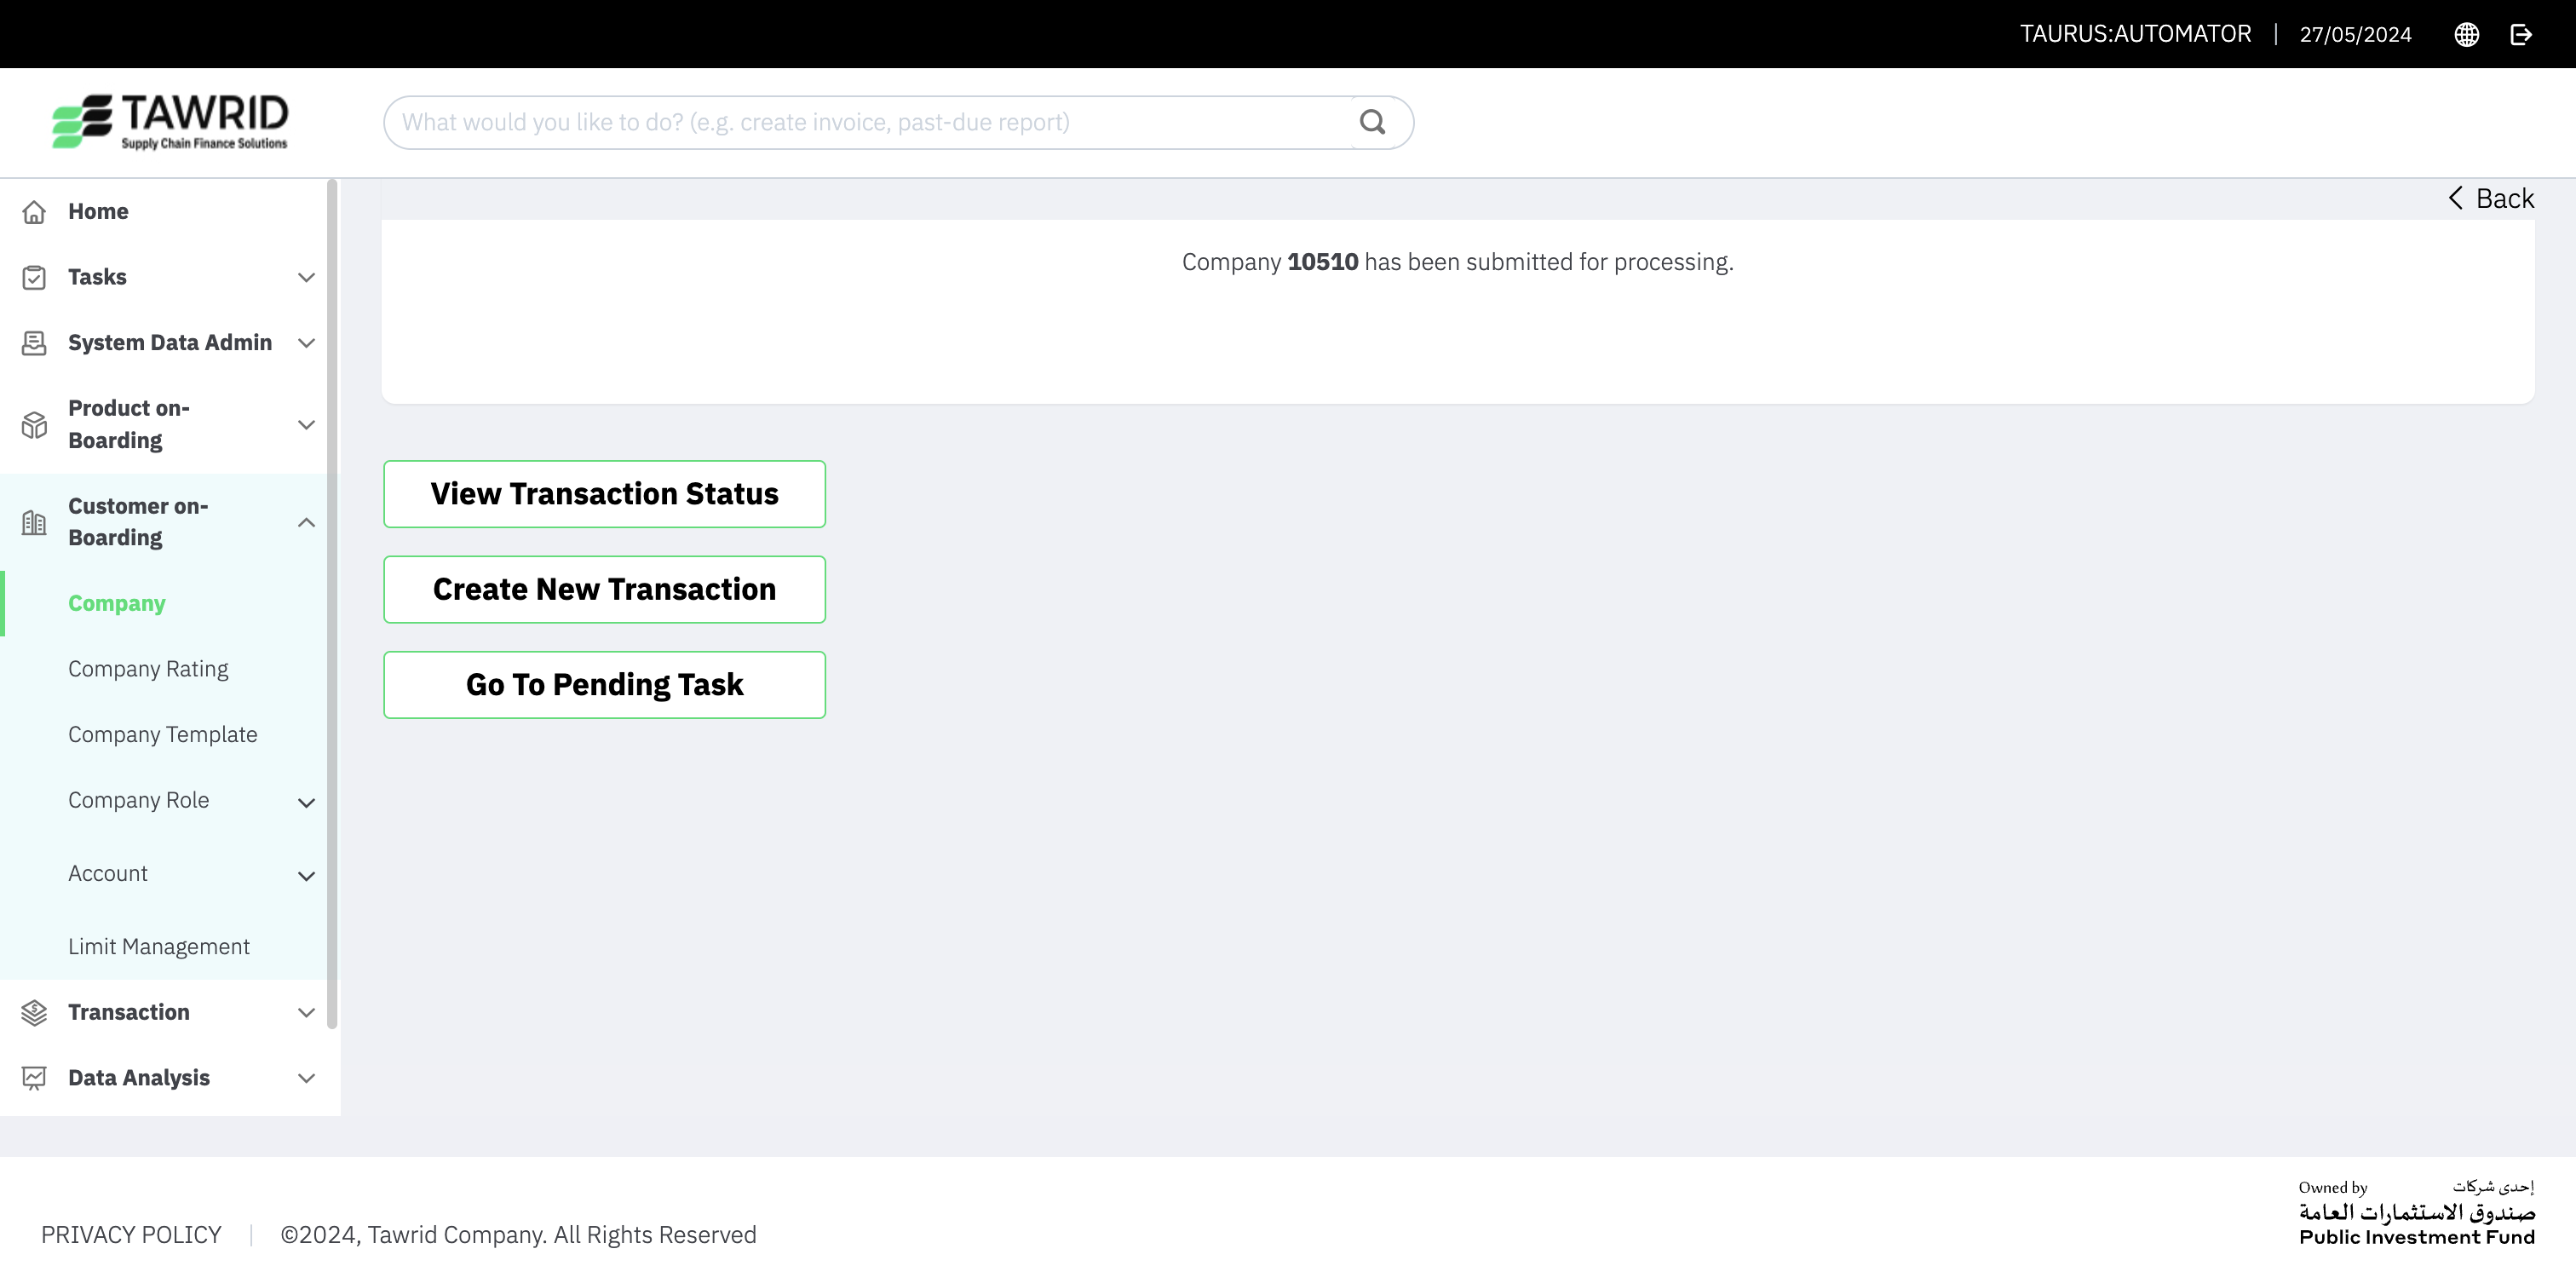 TAURUS:AUTOMATOR | 27/05/2024
TAWRID
Supply Chain Finance Solutions
What would you like to do? (e.g. create invoice, past-due report)
Back
Home
Tasks
System Data Admin
Product on-
Boarding
Customer on-
Boarding
Company
Company Rating
Company Template
Company Role
Account
Limit Management
Transaction
Data Analysis
Company 10510 has been submitted for processing.
View Transaction Status
Create New Transaction
Go To Pending Task
PRIVACY POLICY | ©2024, Tawrid Company. All Rights Reserved
Owned by إحدى شركات
صندوق الاستثمارات العامة
Public Investment Fund